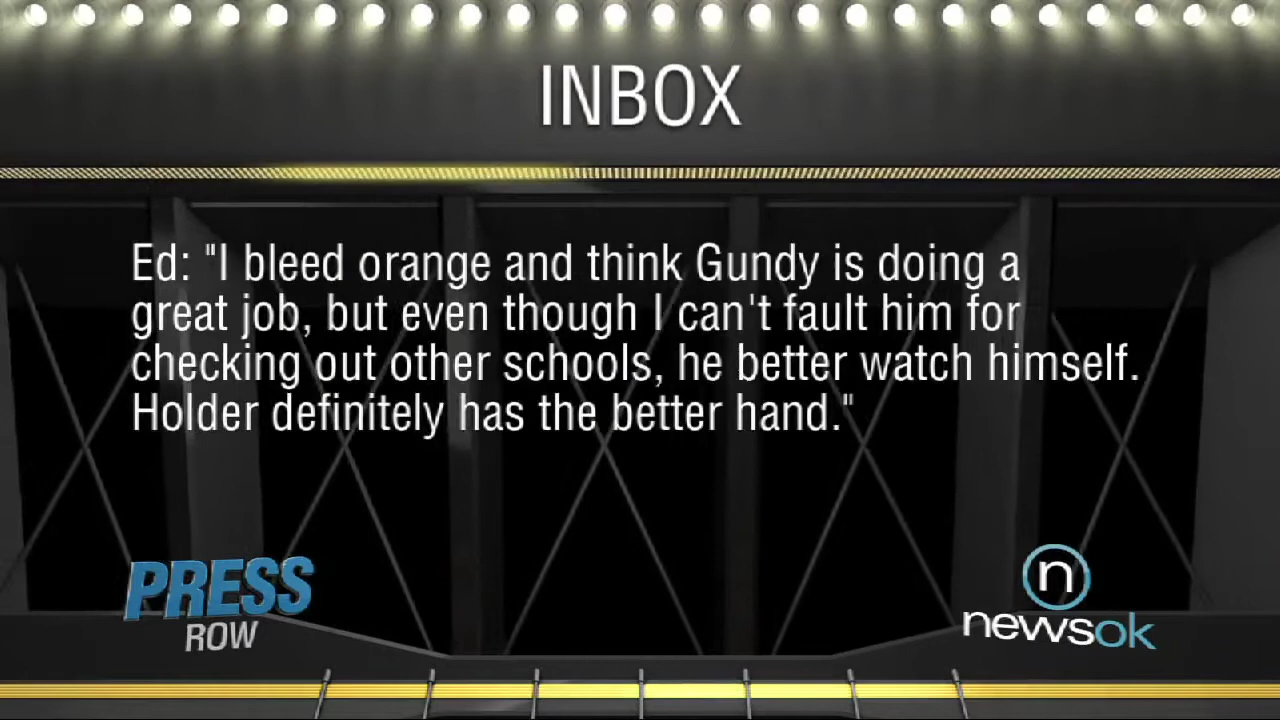 INBOX
Ed: "I bleed orange and think Gundy is doing a
great job, but even though I can't fault him for
checking out other schools, he better watch himself.
Holder definitely has the better hand."
PRESS
ROW
n
newsok